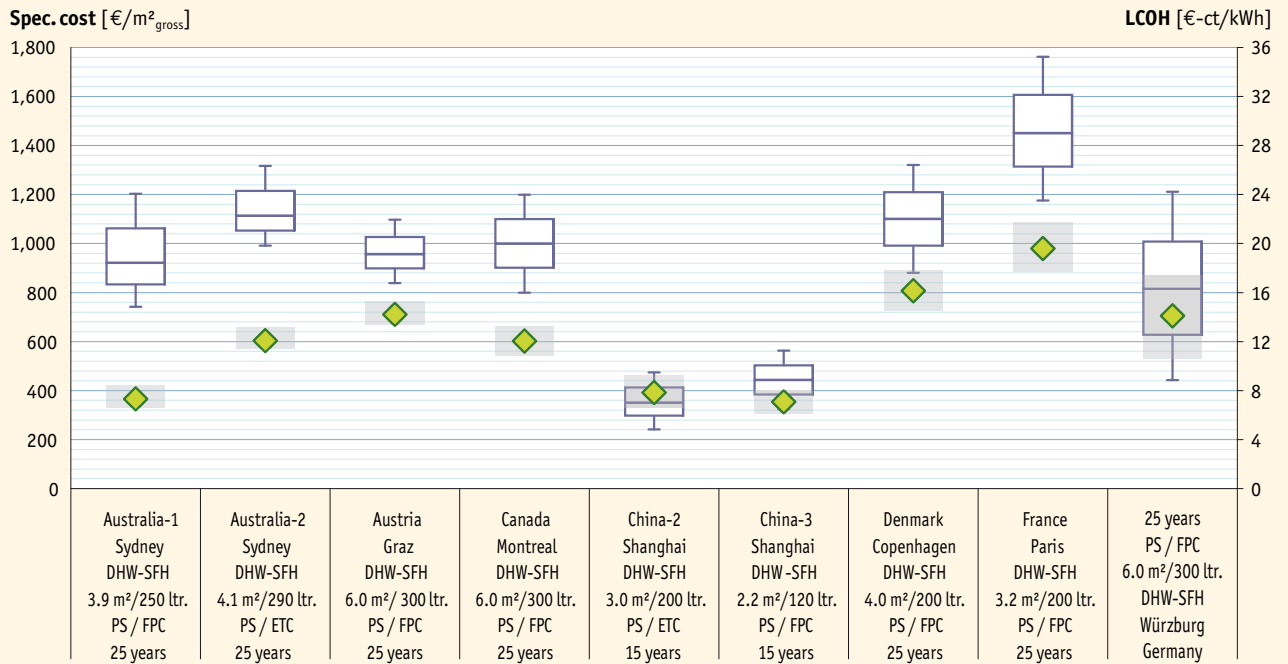 Spec. cost [€/m²gross]
LCOH [€-ct/kWh]
1,800
1,600
1,400
1,200
1,000
800
600
400
200
0
36
32
28
24
20
16
12
8
4
0
Australia-1
Sydney
DHW-SFH
3.9 m²/250 ltr.
PS / FPC
25 years
Australia-2
Sydney
DHW-SFH
4.1 m²/290 ltr.
PS / ETC
25 years
Austria
Graz
DHW-SFH
6.0 m²/ 300 ltr.
PS / FPC
25 years
Canada
Montreal
DHW-SFH
6.0 m²/300 ltr.
PS / FPC
25 years
China-2
Shanghai
DHW-SFH
3.0 m²/200 ltr.
PS / ETC
15 years
China-3
Shanghai
DHW -SFH
2.2 m²/120 ltr.
PS / FPC
15 years
Denmark
Copenhagen
DHW-SFH
4.0 m²/200 ltr.
PS / FPC
25 years
France
Paris
DHW-SFH
3.2 m²/200 ltr.
PS / FPC
25 years
25 years
PS / FPC
6.0 m²/300 ltr.
DHW-SFH
Würzburg
Germany